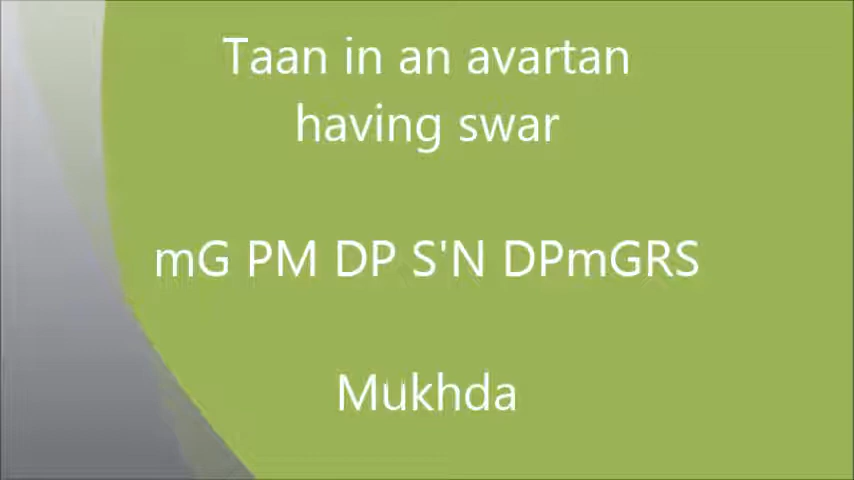 Taan in an avartan
having swar
mG PM DP S'N DPmGRS
Mukhda